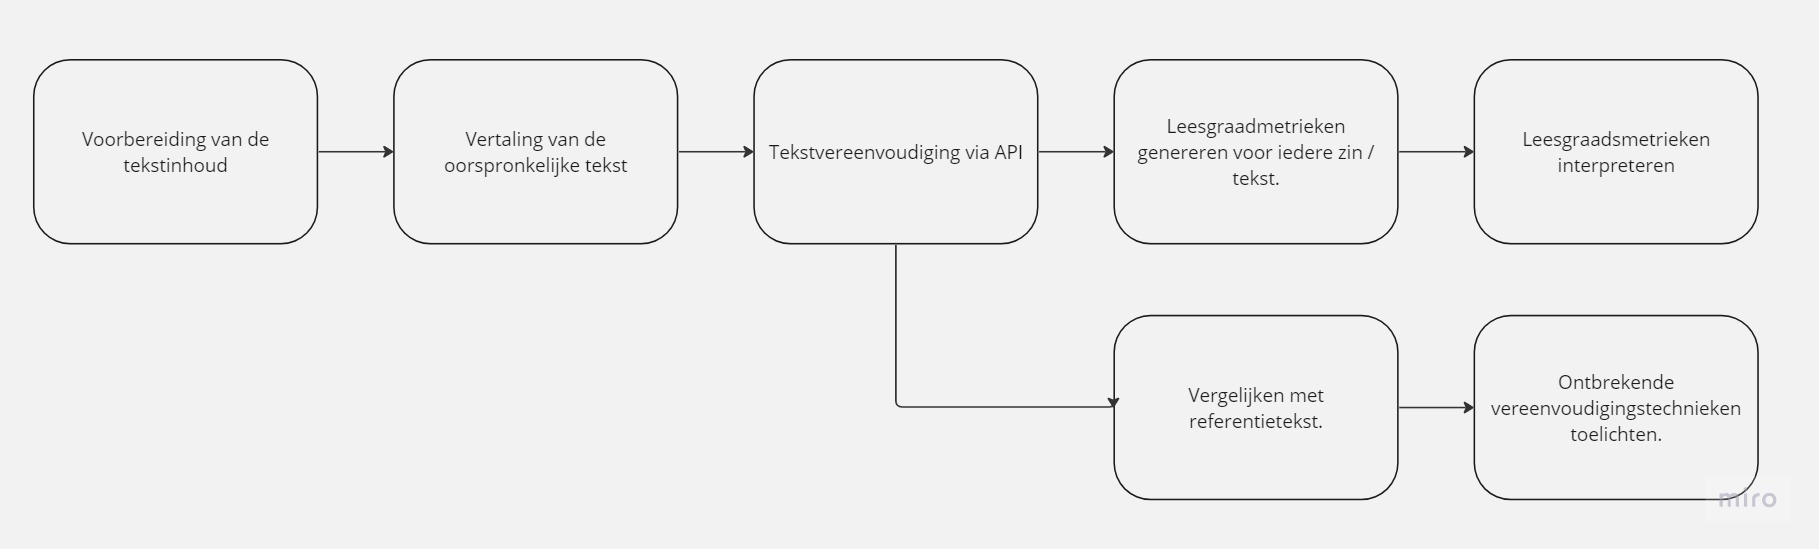 Voorbereiding van de
tekstinhoud
Vertaling van de
oorspronkelijke tekst
Tekstvereenvoudiging via API
Leesgraadmetrieken
genereren voor iedere zin /
tekst.
Leesgraadsmetrieken
interpreteren
Vergelijken met
referentietekst.
Ontbrekende
vereenvoudigingstechnieken
toelichten.
miro